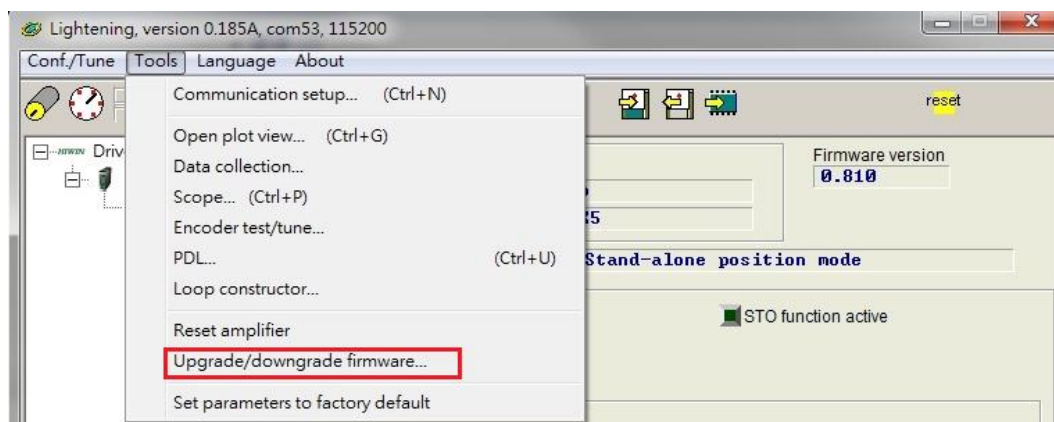 Lightening, version 0.185A, com53, 115200
Conf./Tune Tools Language About
Communication setup... (Ctrl+N)
reset
Open plot view... (Ctrl+G)
HIWIN Driv
Firmware version
Data collection...
0.810
Scope... (Ctrl+P)
Encoder test/tune...
PDL... (Ctrl+U)
Stand-alone position mode
Loop constructor...
STO function active
Reset amplifier
Upgrade/downgrade firmware...
Set parameters to factory default